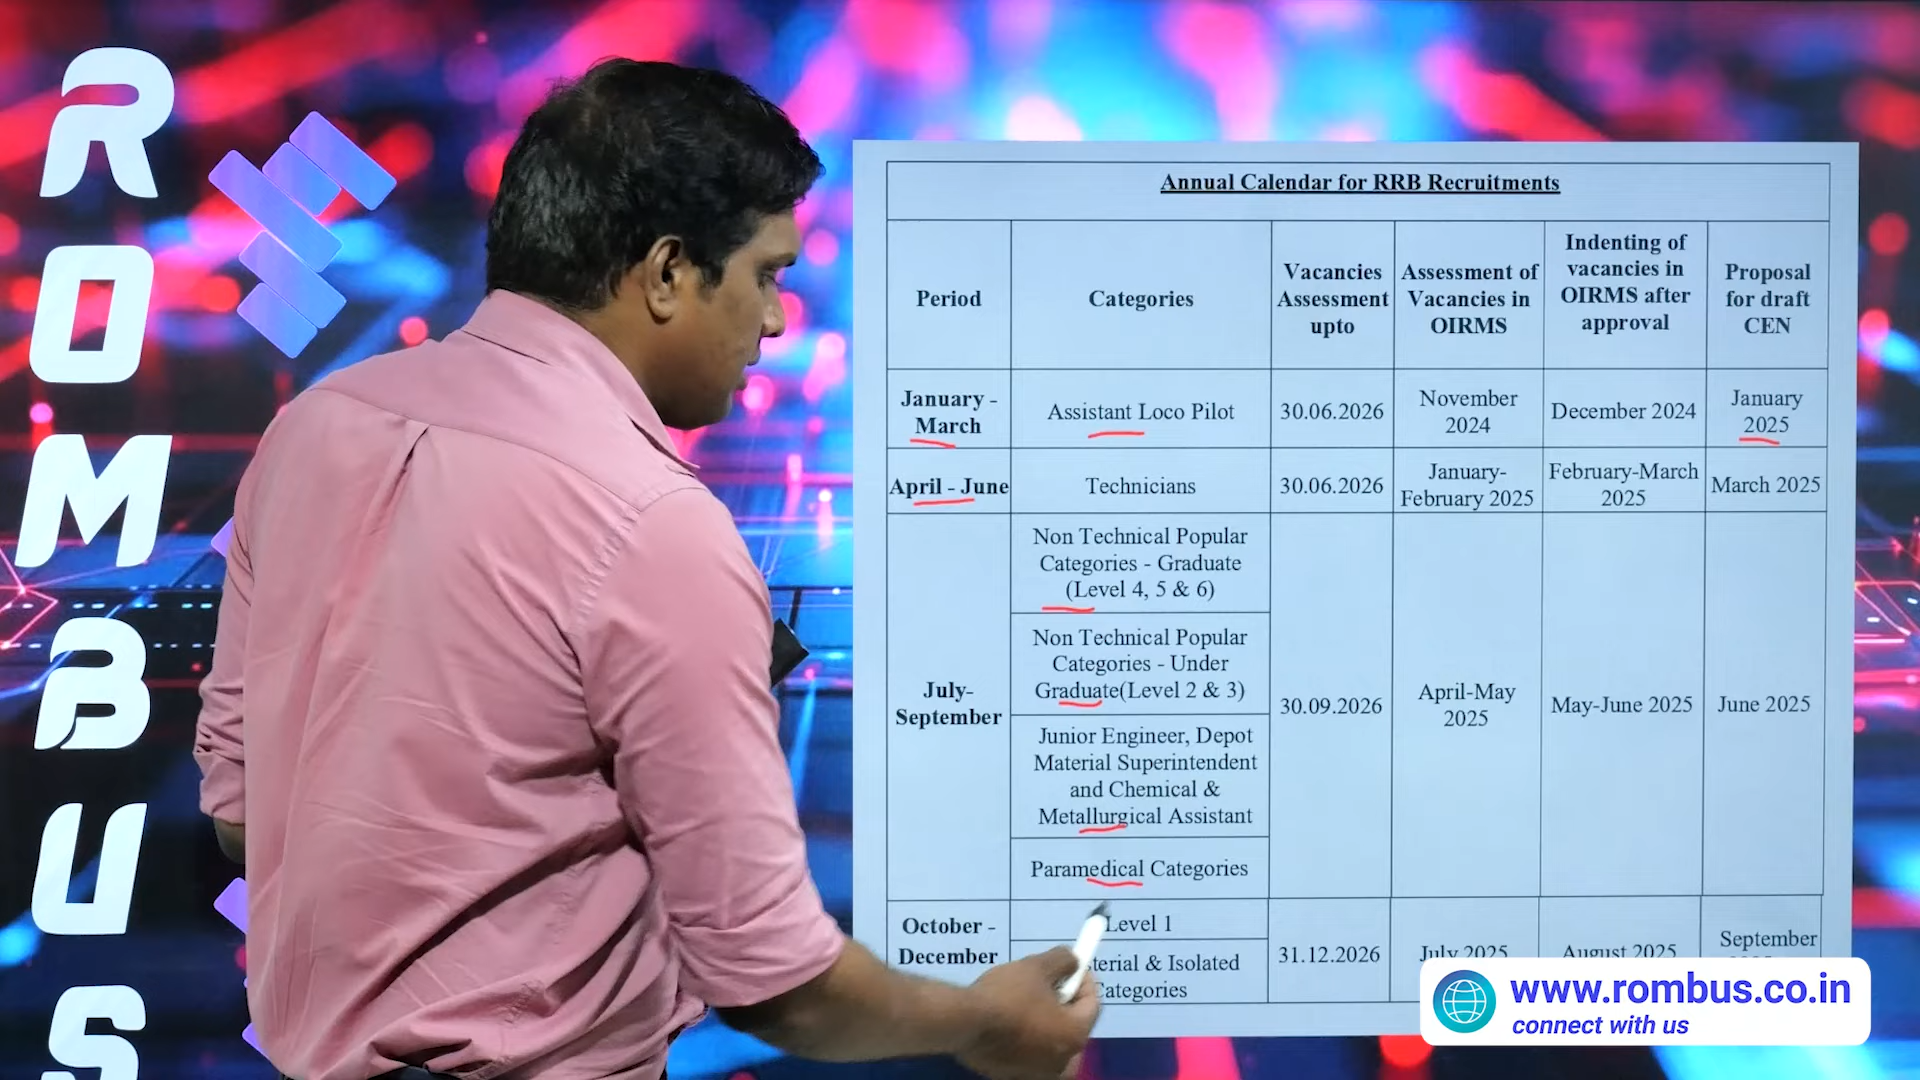 ROMBUS
Annual Calendar for RRB Recruitments
Period
Categories
Vacancies
Assessment
upto
Assessment of
Vacancies in
OIRMS
Indenting of
vacancies in
OIRMS after
approval
Proposal
for draft
CEN
January -
March
Assistant Loco Pilot
30.06.2026
November
2024
December 2024
January
2025
April - June
Technicians
30.06.2026
January-
February 2025
February-March
2025
March 2025
July-
September
Non Technical Popular
Categories - Graduate
(Level 4, 5 & 6)
Non Technical Popular
Categories - Under
Graduate(Level 2 & 3)
Junior Engineer, Depot
Material Superintendent
and Chemical &
Metallurgical Assistant
Paramedical Categories
30.09.2026
April-May
2025
May-June 2025
June 2025
October -
December
Level 1
& Isolated
Categories
31.12.2026
July 2025
August 2025
September
www.rombus.co.in
connect with us